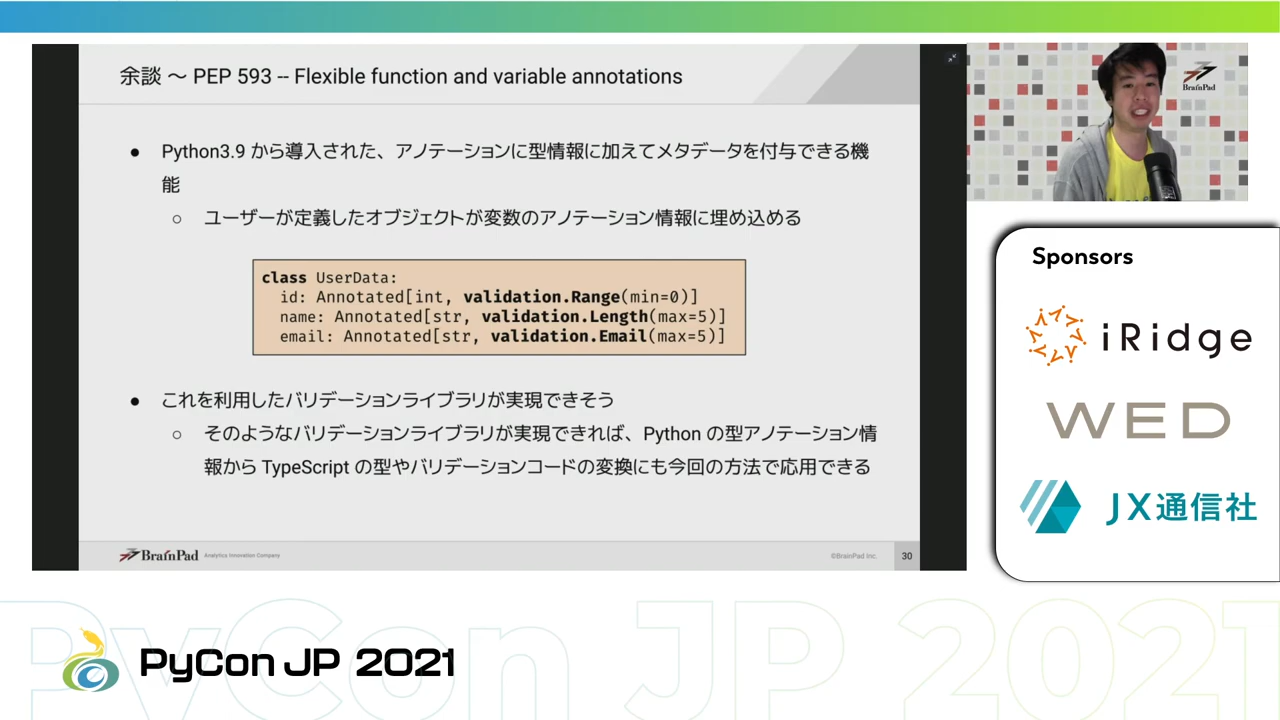 余談 〜 PEP 593 -- Flexible function and variable annotations
● Python3.9 から導入された、アノテーションに型情報に加えてメタデータを付与できる機
能
○ ユーザーが定義したオブジェクトが変数のアノテーション情報に埋め込める
class UserData:
id: Annotated[int, validation.Range(min=0)]
name: Annotated[str, validation.Length(max=5)]
email: Annotated[str, validation.Email(max=5)]
● これを利用したバリデーションライブラリが実現できそう
○ そのようなバリデーションライブラリが実現できれば、Python の型アノテーション情
報から TypeScript の型やバリデーションコードの変換にも今回の方法で応用できる
BrainPad Analytics Innovation Company
©BrainPad Inc.
30
BrainPad
Sponsors
iRidge
WED
JX通信社
PyCon JP 2021
PyCon JP 2021